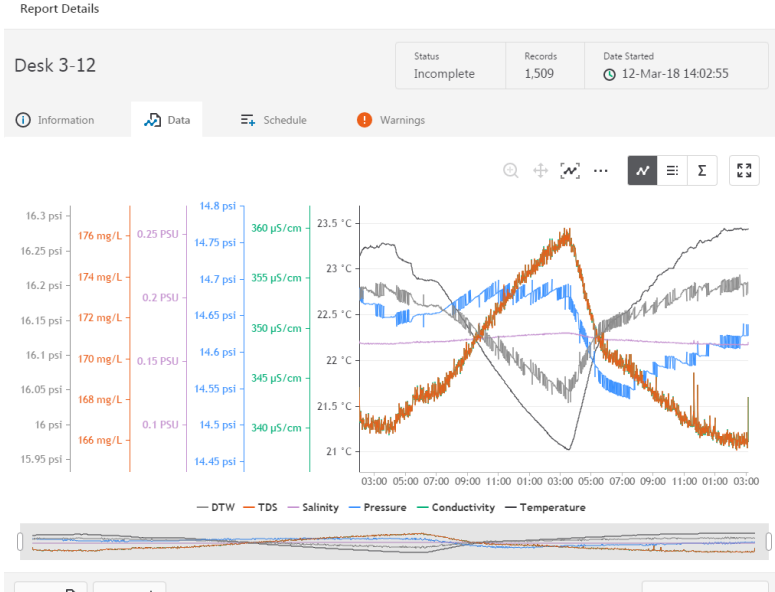 Report Details
Desk 3-12
Status
Incomplete
Records
1,509
Date Started
12-Mar-18 14:02:55
Information
Data
Schedule
Warnings
16.3 psi
16.25 psi
16.2 psi
16.15 psi
16.1 psi
16.05 psi
16 psi
15.95 psi
176 mg/L
174 mg/L
172 mg/L
170 mg/L
168 mg/L
166 mg/L
0.25 PSU
0.2 PSU
0.15 PSU
0.1 PSU
14.8 psi
14.75 psi
14.7 psi
14.65 psi
14.6 psi
14.55 psi
14.5 psi
14.45 psi
360 µS/cm
355 µS/cm
350 µS/cm
345 µS/cm
340 µS/cm
23.5 °C
23 °C
22.5 °C
22 °C
21.5 °C
21 °C
03:00 05:00 07:00 09:00 11:00 01:00 03:00 01:00 03:00 05:00 07:00 09:00 11:00 01:00 03:00
DTW TDS Salinity Pressure Conductivity Temperature